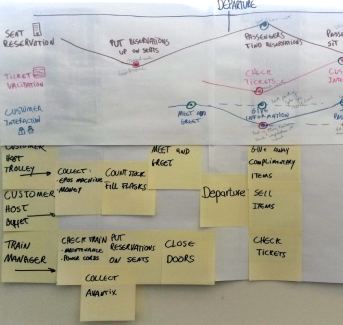 DEPARTURE
SEAT
RESERVATION
PUT RESERVATIONS
UP ON SEATS
PASSENGERS
FIND RESERVATIONS
PASSEN
SIT
TICKET
VALIDATION
CHECK
TICKETS
CUSTOMER
INTERACTION
MEET AND
GREET
GIVE
INFORMATION
CUSTOMER
HOST
TROLLEY
COLLECT:
- EPOS MACHINE
- MONEY
COUNT STOCK
FILL FLASKS
MEET AND
GREET
GIVE AWAY
COMPLIMENTARY
ITEMS
CUSTOMER
HOST
Buffet
Departure
SELL
ITEMS
TRAIN
MANAGER
CHECK TRAIN
- MAINTENANCE
- POWER CORDS
PUT
RESERVATIONS
ON SEATS
CLOSE
DOORS
CHECK
TICKETS
COLLECT
AVANTIX